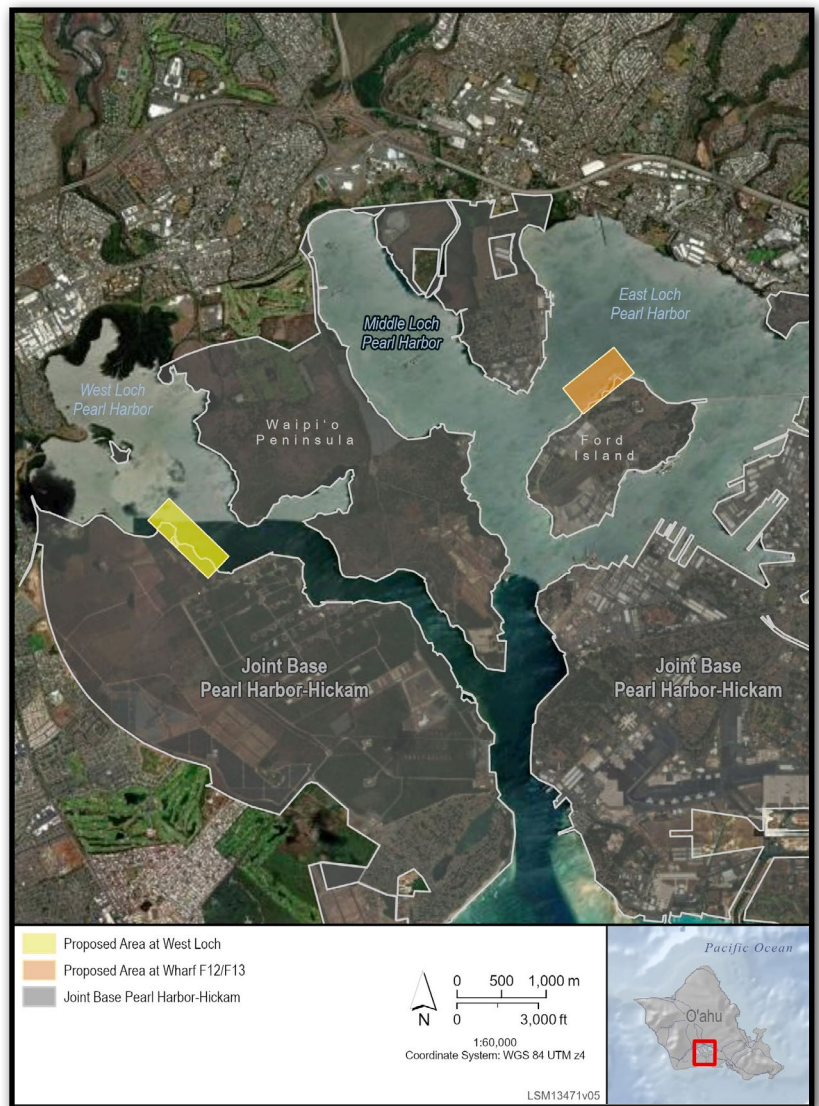 East Loch
Pearl Harbor
Middle Loch
Pearl Harbor
West Loch
Pearl Harbor
Waipi‘o
Peninsula
Ford
Island
Joint Base
Pearl Harbor-Hickam
Joint Base
Pearl Harbor-Hickam
Proposed Area at West Loch
Proposed Area at Wharf F12/F13
Joint Base Pearl Harbor-Hickam
N
0 500 1,000 m
0 3,000 ft
1:60,000
Coordinate System: WGS 84 UTM z4
LSM13471v05
Pacific Ocean
O‘ahu